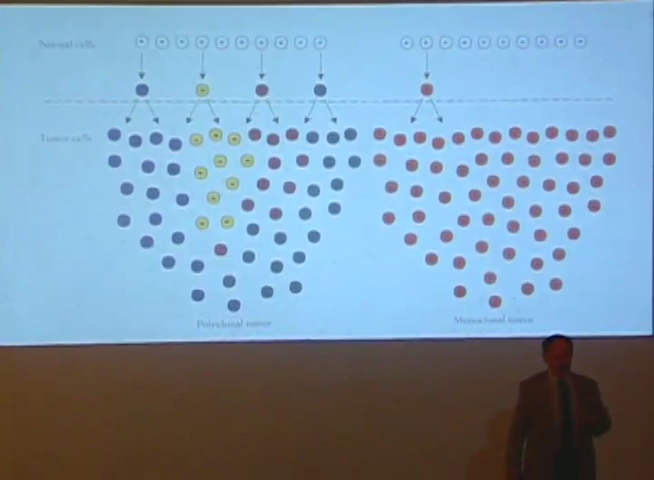 Normal cells
Tumor cells
Polyclonal tumor
Monoclonal tumor